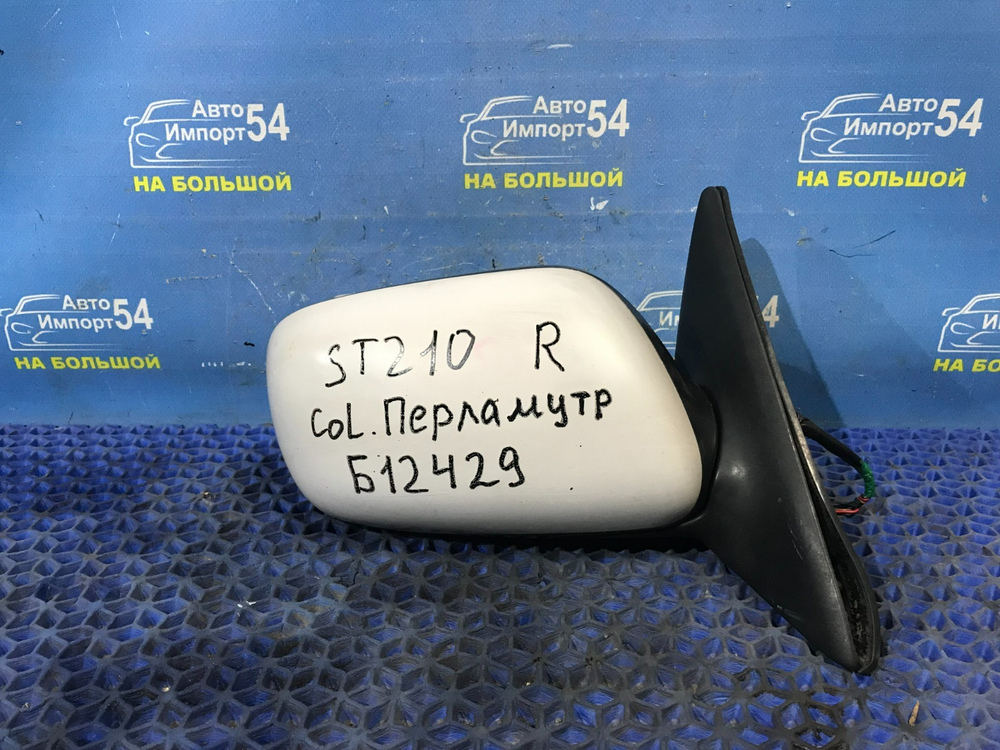 Авто
Импорт54
НА БОЛЬШОЙ
Авто
Импорт54
НА БОЛЬШОЙ
Авто
Импорт54
НА БОЛЬШОЙ
Авто
Импорт54
НА БОЛЬШОЙ
ST210 R
CoL. Перламутр
Б12429